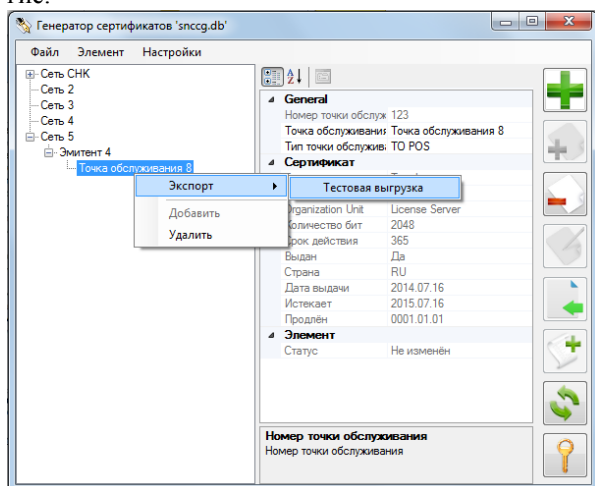 Генератор сертификатов 'snccg.db'
Файл Элемент Настройки
Сеть СНК
Сеть 2
Сеть 3
Сеть 4
Сеть 5
Эмитент 4
Точка обслуживания 8
Экспорт
Тестовая выгрузка
Добавить
Удалить
General
Номер точки обслуж 123
Точка обслуживания Точка обслуживания 8
Тип точки обслужива TO POS
Сертификат
Organization Unit License Server
Количество бит 2048
Срок действия 365
Выдан Да
Страна RU
Дата выдачи 2014.07.16
Истекает 2015.07.16
Продлён 0001.01.01
Элемент
Статус Не изменён
Номер точки обслуживания
Номер точки обслуживания